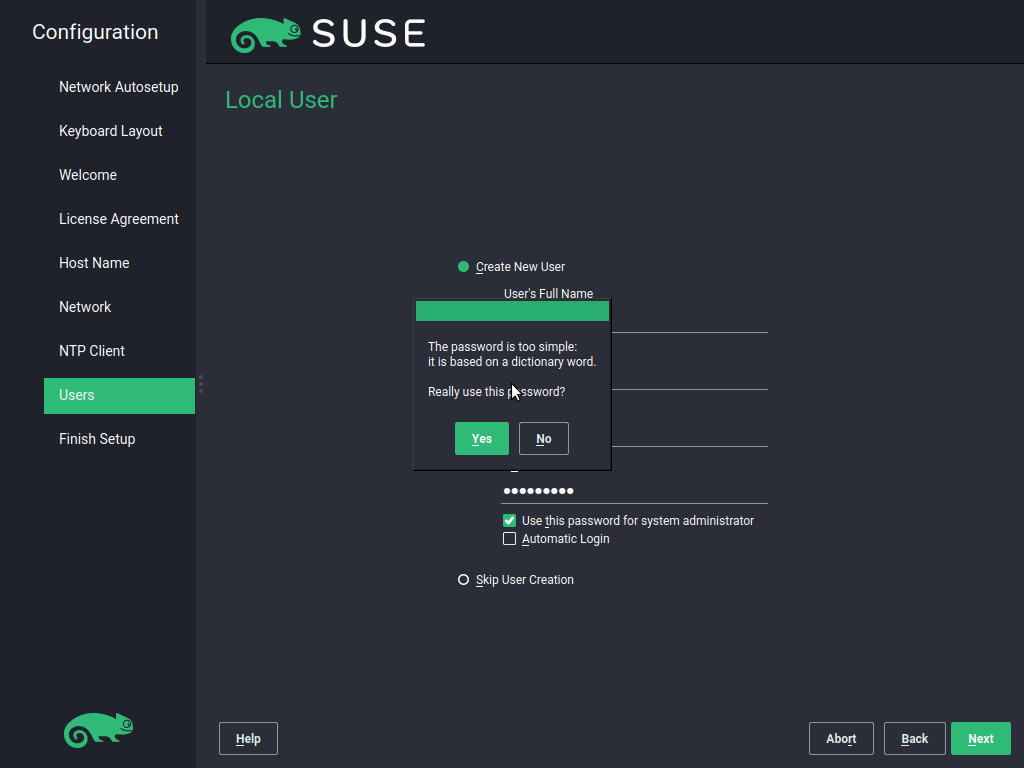 Configuration
SUSE
Network Autosetup
Keyboard Layout
Welcome
License Agreement
Host Name
Network
NTP Client
Users
Finish Setup
Local User
Create New User
User's Full Name
The password is too simple:
it is based on a dictionary word.
Really use this password?
Yes
No
Use this password for system administrator
Automatic Login
Skip User Creation
Help
Abort
Back
Next